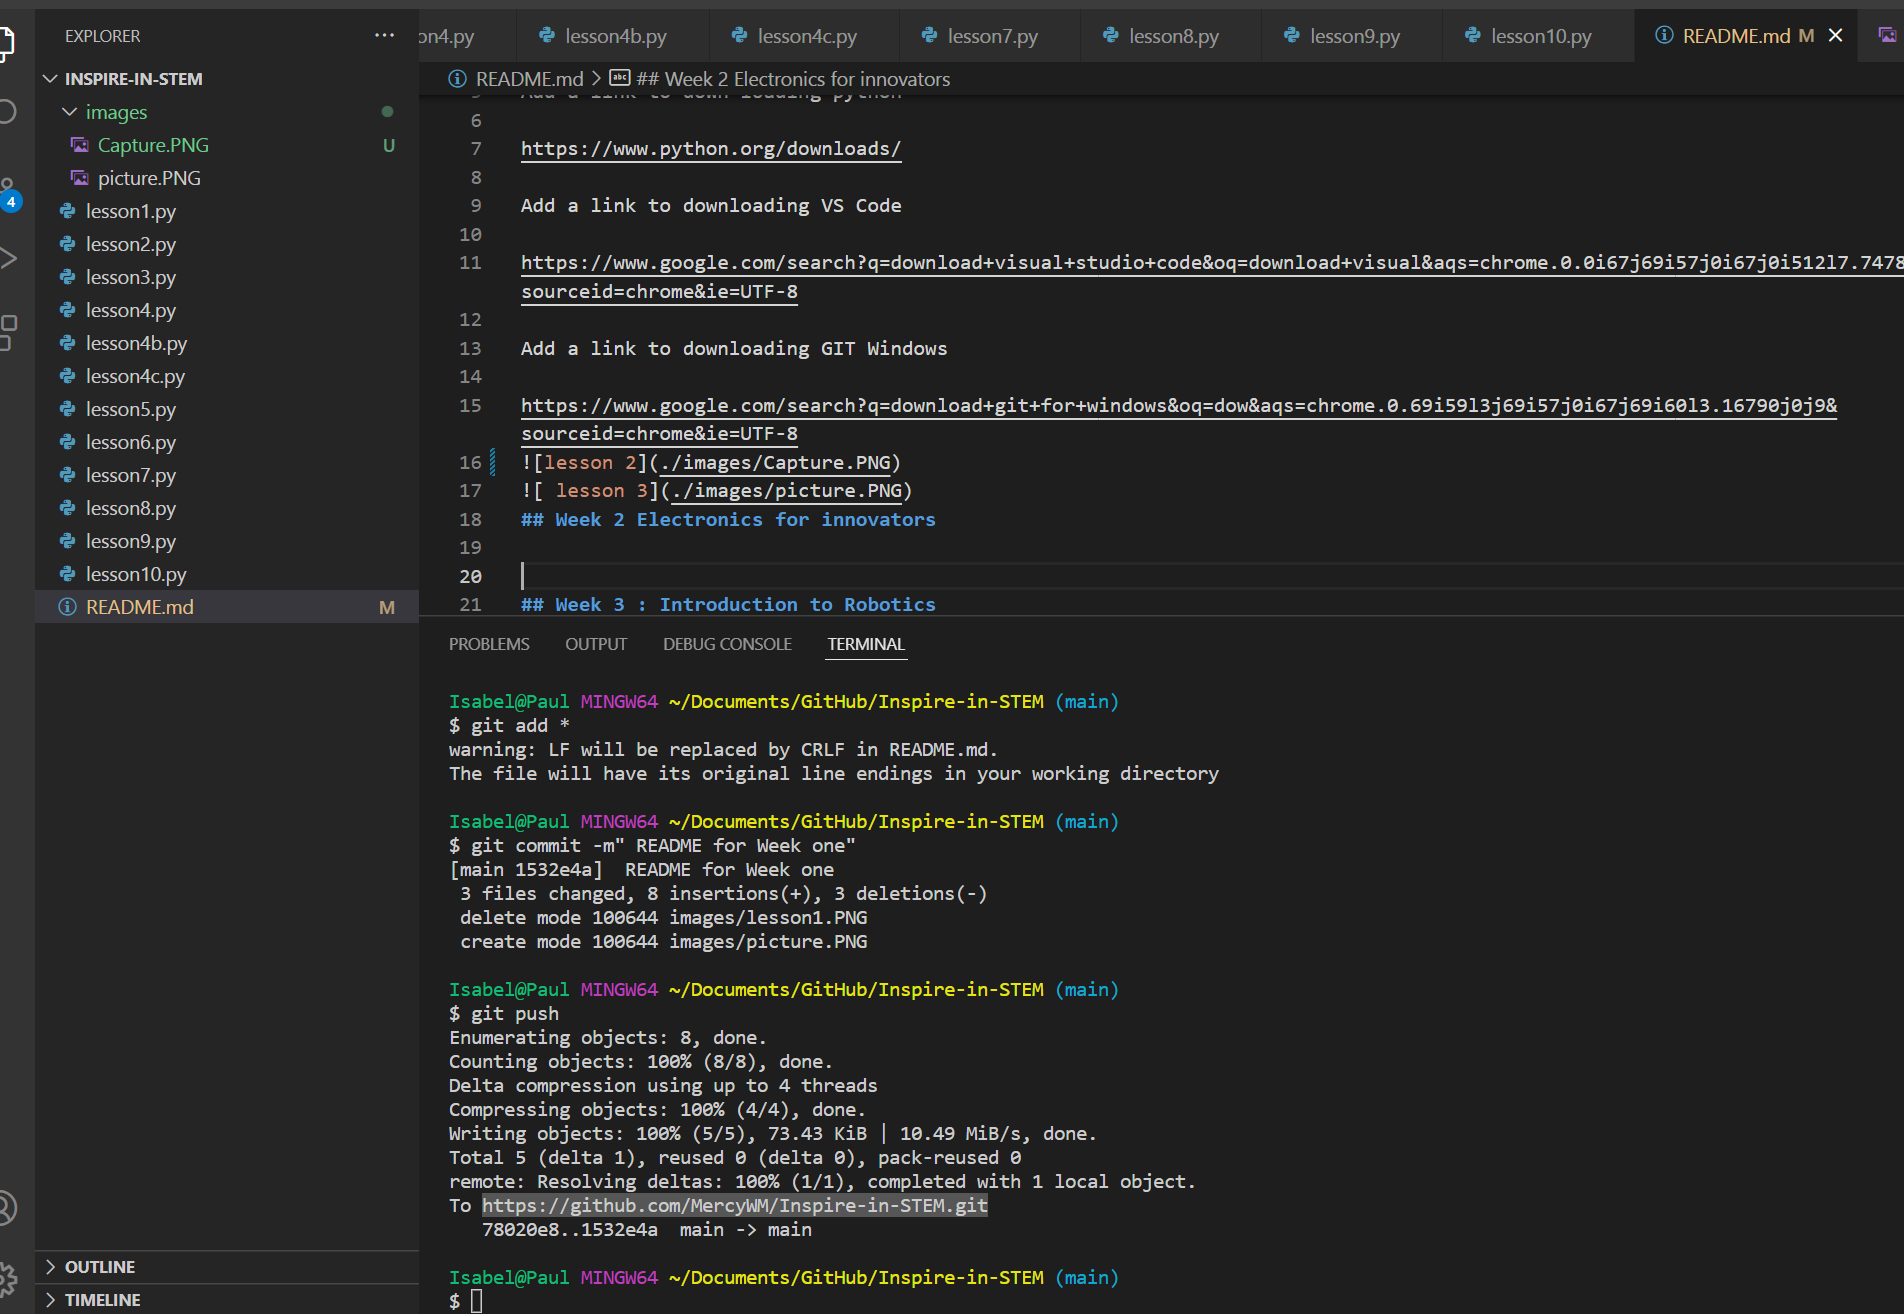 EXPLORER
···
on4.py
lesson4b.py
lesson4c.py
lesson7.py
lesson8.py
lesson9.py
lesson10.py
README.md M
INSPIRE-IN-STEM
images
Capture.PNG U
picture.PNG
lesson1.py
lesson2.py
lesson3.py
lesson4.py
lesson4b.py
lesson4c.py
lesson5.py
lesson6.py
lesson7.py
lesson8.py
lesson9.py
lesson10.py
README.md M
4
OUTLINE
TIMELINE
README.md > abc ## Week 2 Electronics for innovators
5 Add a link to down loading python
6
7 https://www.python.org/downloads/
8
9 Add a link to downloading VS Code
10
11 https://www.google.com/search?q=download+visual+studio+code&oq=download+visual&aqs=chrome.0.0i67j69i57j0i67j0i512l7.7478
sourceid=chrome&ie=UTF-8
12
13 Add a link to downloading GIT Windows
14
15 https://www.google.com/search?q=download+git+for+windows&oq=dow&aqs=chrome.0.69i59l3j69i57j0i67j69i60l3.16790j0j9&
sourceid=chrome&ie=UTF-8
16 ![lesson 2](./images/Capture.PNG)
17 ![ lesson 3](./images/picture.PNG)
18 ## Week 2 Electronics for innovators
19
20
21 ## Week 3 : Introduction to Robotics
PROBLEMS OUTPUT DEBUG CONSOLE TERMINAL
Isabel@Paul MINGW64 ~/Documents/GitHub/Inspire-in-STEM (main)
$ git add *
warning: LF will be replaced by CRLF in README.md.
The file will have its original line endings in your working directory
Isabel@Paul MINGW64 ~/Documents/GitHub/Inspire-in-STEM (main)
$ git commit -m" README for Week one"
[main 1532e4a]  README for Week one
 3 files changed, 8 insertions(+), 3 deletions(-)
 delete mode 100644 images/lesson1.PNG
 create mode 100644 images/picture.PNG
Isabel@Paul MINGW64 ~/Documents/GitHub/Inspire-in-STEM (main)
$ git push
Enumerating objects: 8, done.
Counting objects: 100% (8/8), done.
Delta compression using up to 4 threads
Compressing objects: 100% (4/4), done.
Writing objects: 100% (5/5), 73.43 KiB | 10.49 MiB/s, done.
Total 5 (delta 1), reused 0 (delta 0), pack-reused 0
remote: Resolving deltas: 100% (1/1), completed with 1 local object.
To https://github.com/MercyWM/Inspire-in-STEM.git
   78020e8..1532e4a  main -> main
Isabel@Paul MINGW64 ~/Documents/GitHub/Inspire-in-STEM (main)
$